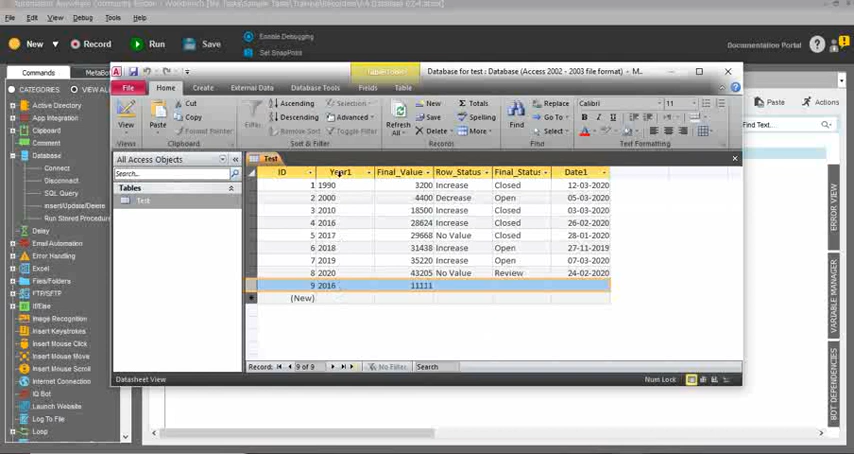 File Edit View Debug Tools Help
New Record Run Save
Enable Debugging
Set SnapPoint
Documentation Portal
Commands MetaBot
CATEGORIES VIEW AL
Active Directory
App Integration
Clipboard
Comment
Database
Connect
Disconnect
SQL Query
Insert/Update/Delete
Run Stored Procedure
Delay
Email Automation
Error Handling
Excel
Files/Folders
FTP/SFTP
If/Else
Image Recognition
Insert Keystrokes
Insert Mouse Click
Insert Mouse Move
Insert Mouse Scroll
Internet Connection
IQ Bot
Launch Website
Log To File
Loop
Table Tools
Database for test : Database (Access 2002 - 2003 file format) - M...
File Home Create External Data Database Tools Fields Table
View
Views
Paste
Cut
Copy
Format Painter
Clipboard
Filter
Ascending
Descending
Remove Sort
Selection
Advanced
Toggle Filter
Sort & Filter
Refresh All
New
Save
Delete
Totals
Spelling
More
Records
Find
Replace
Go To
Select
Find
Calibri 11
Text Formatting
All Access Objects
Search...
Tables
Test
Test
ID Year1 Final_Value Row_Status Final_Status Date1
1 1990 3200 Increase Closed 12-03-2020
2 2000 4400 Decrease Open 05-03-2020
3 2010 18500 Increase Closed 03-03-2020
4 2016 28624 Increase Closed 26-02-2020
5 2017 29668 No Value Closed 28-01-2020
6 2018 31438 Increase Open 27-11-2019
7 2019 35220 Increase Open 07-03-2020
8 2020 43205 No Value Review 24-02-2020
9 2016 11111
(New)
Record: 9 of 9 No Filter Search
Datasheet View Num Lock
Paste Actions
Find Text...
ERROR VIEW
VARIABLE MANAGER
BOT DEPENDENCIES